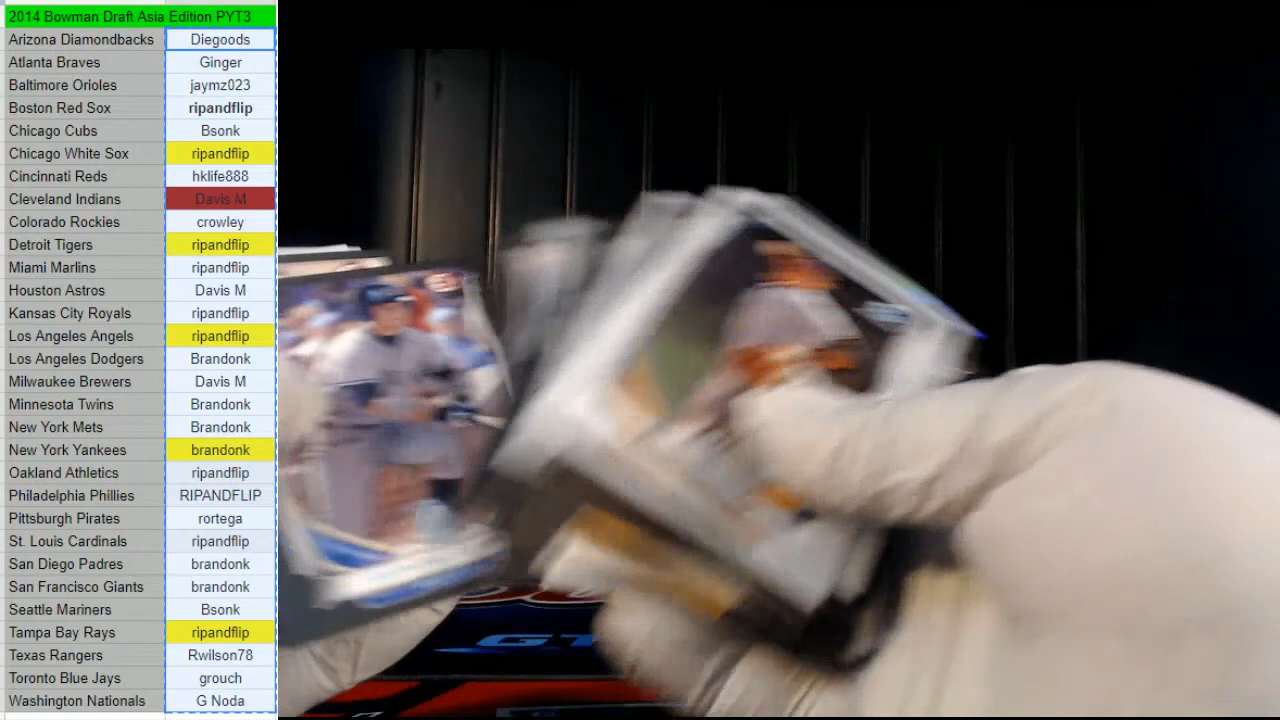 2014 Bowman Draft Asia Edition PYT3
Arizona Diamondbacks Diegoods
Atlanta Braves Ginger
Baltimore Orioles jaymz023
Boston Red Sox ripandflip
Chicago Cubs Bsonk
Chicago White Sox ripandflip
Cincinnati Reds hklife888
Cleveland Indians Davis M
Colorado Rockies crowley
Detroit Tigers ripandflip
Miami Marlins ripandflip
Houston Astros Davis M
Kansas City Royals ripandflip
Los Angeles Angels ripandflip
Los Angeles Dodgers Brandonk
Milwaukee Brewers Davis M
Minnesota Twins Brandonk
New York Mets Brandonk
New York Yankees brandonk
Oakland Athletics ripandflip
Philadelphia Phillies RIPANDFLIP
Pittsburgh Pirates rortega
St. Louis Cardinals ripandflip
San Diego Padres brandonk
San Francisco Giants brandonk
Seattle Mariners Bsonk
Tampa Bay Rays ripandflip
Texas Rangers Rwilson78
Toronto Blue Jays grouch
Washington Nationals G Noda